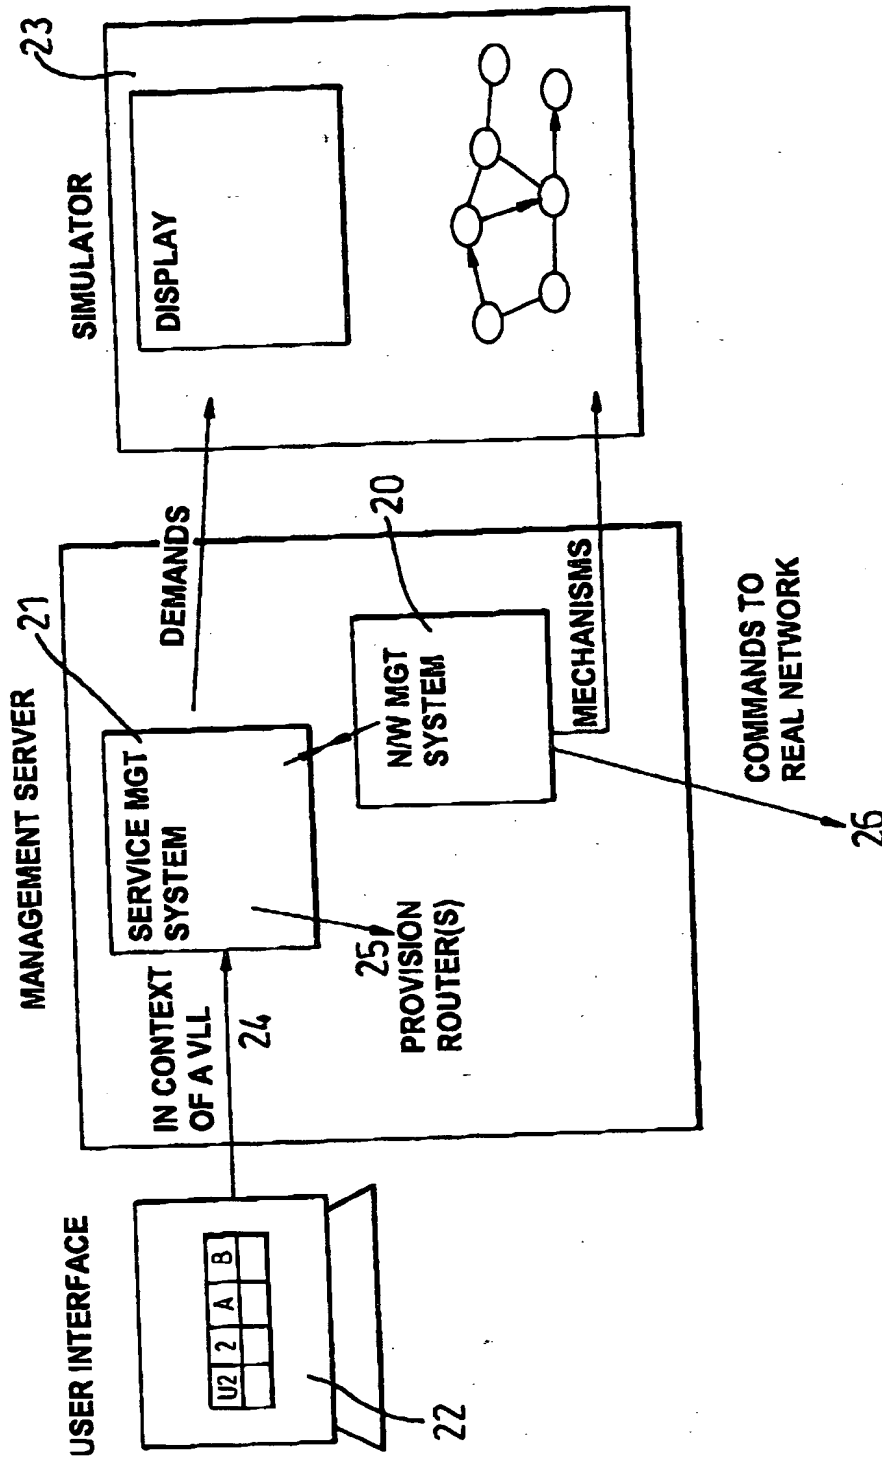 USER INTERFACE
U2 2 A B
22
MANAGEMENT SERVER
21
IN CONTEXT
OF A VLL
24
SERVICE MGT
SYSTEM
25
PROVISION
ROUTER(S)
DEMANDS
20
N/W MGT
SYSTEM
MECHANISMS
COMMANDS TO
REAL NETWORK
26
SIMULATOR
23
DISPLAY